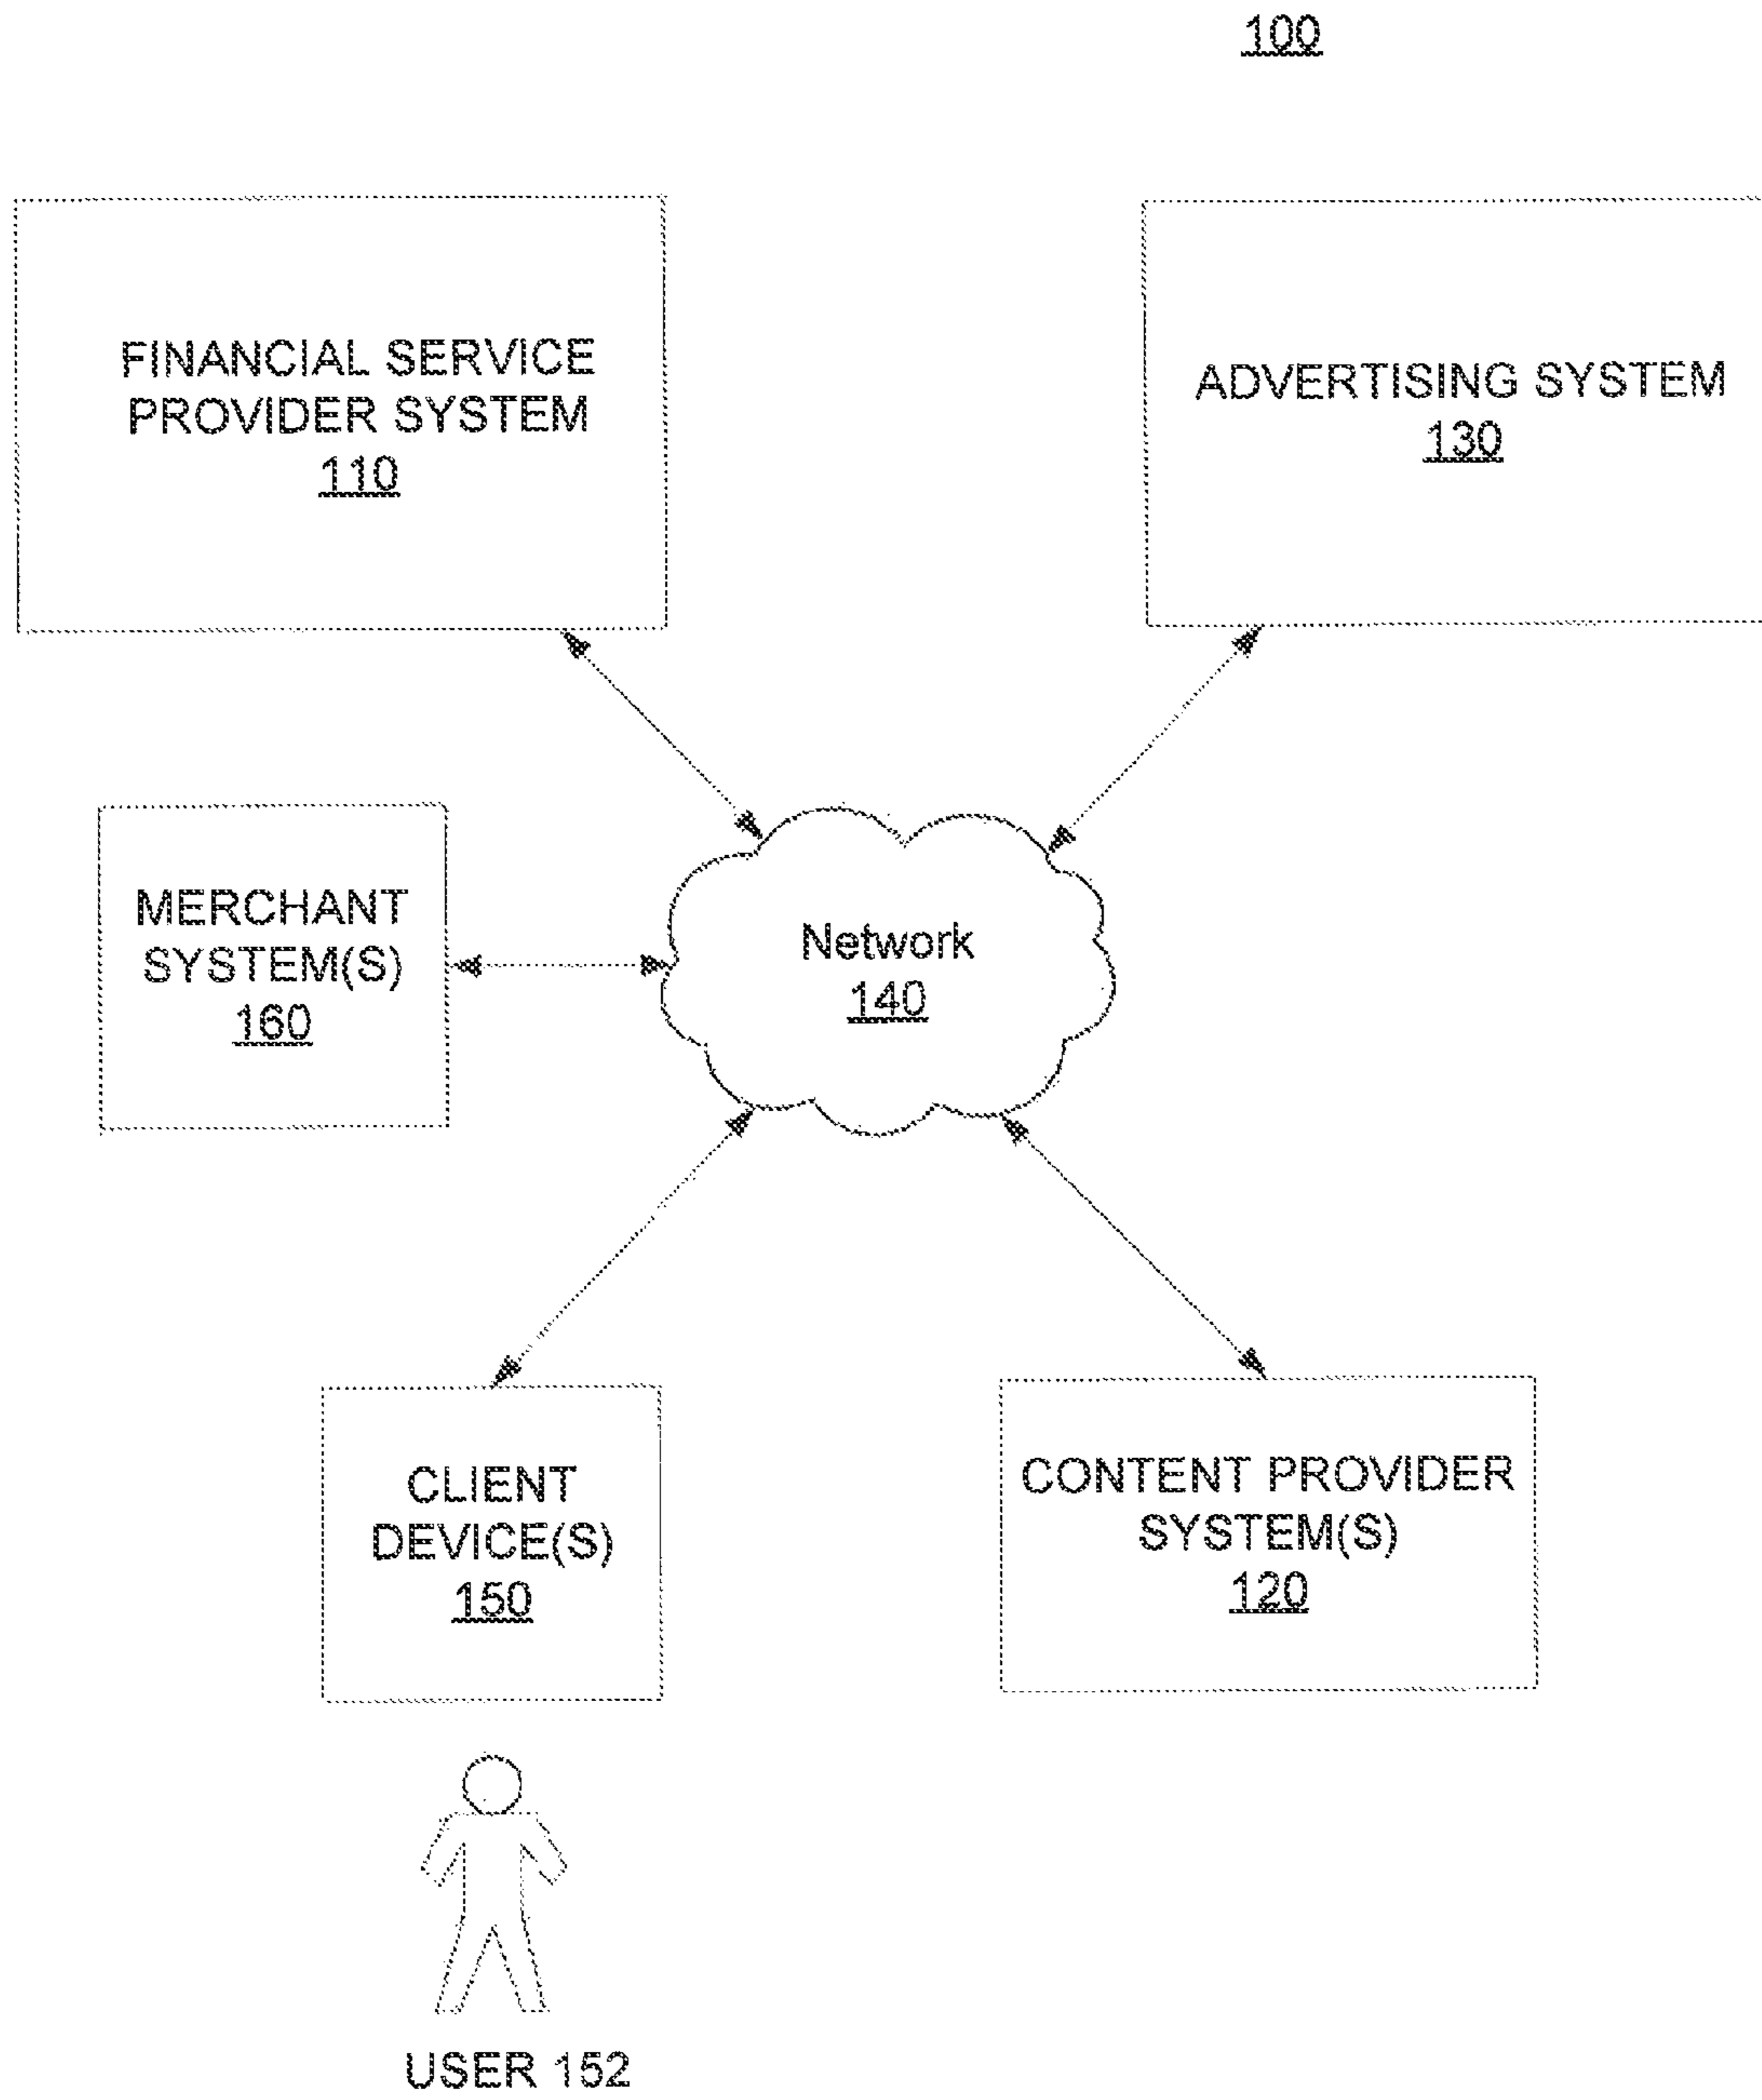 100
FINANCIAL SERVICE
PROVIDER SYSTEM
110
ADVERTISING SYSTEM
130
MERCHANT
SYSTEM(S)
160
Network
140
CLIENT
DEVICE(S)
150
CONTENT PROVIDER
SYSTEM(S)
120
USER 152